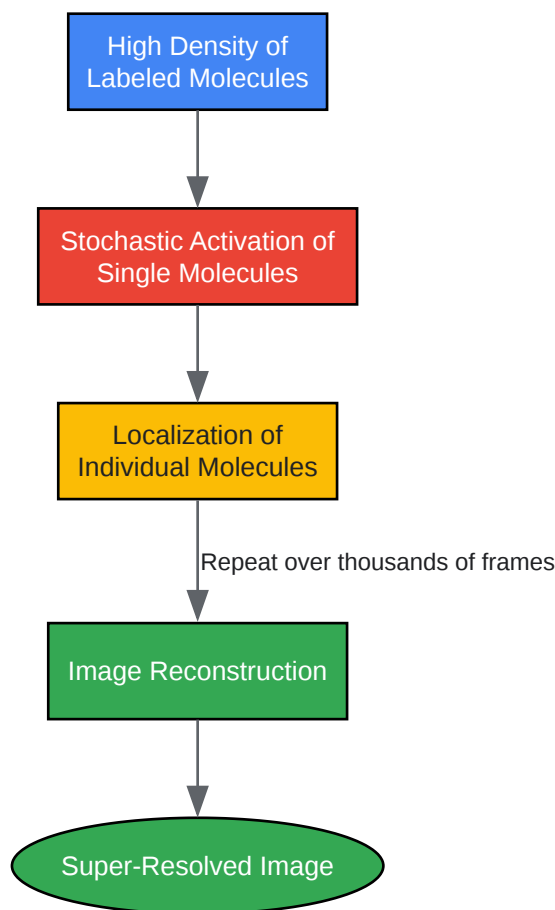 High Density of
Labeled Molecules
Stochastic Activation of
Single Molecules
Localization of
Individual Molecules
Repeat over thousands of frames
Image Reconstruction
Super-Resolved Image